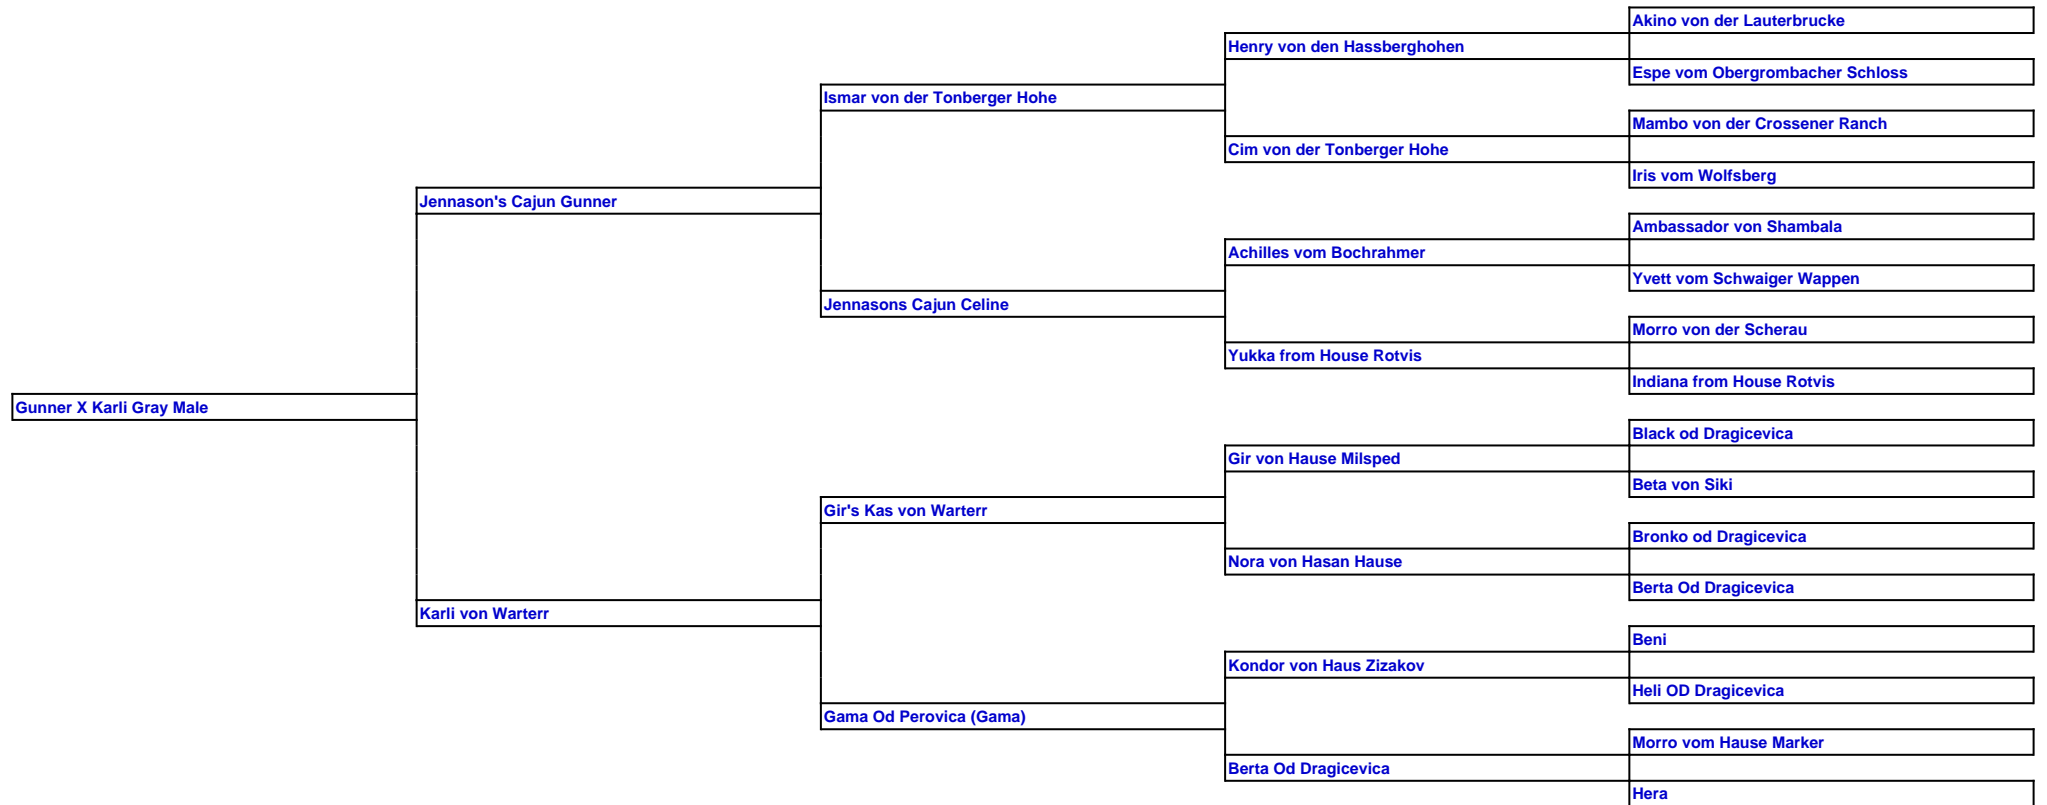 Akino von der Lauterbrucke
Henry von den Hassberghohen
Espe vom Obergrombacher Schloss
Ismar von der Tonberger Hohe
Mambo von der Crossener Ranch
Cim von der Tonberger Hohe
Iris vom Wolfsberg
Jennason's Cajun Gunner
Ambassador von Shambala
Achilles vom Bochrahmer
Yvett vom Schwaiger Wappen
Jennasons Cajun Celine
Morro von der Scherau
Yukka from House Rotvis
Indiana from House Rotvis
Gunner X Karli Gray Male
Black od Dragicevica
Gir von Hause Milsped
Beta von Siki
Gir's Kas von Warterr
Bronko od Dragicevica
Nora von Hasan Hause
Berta Od Dragicevica
Karli von Warterr
Beni
Kondor von Haus Zizakov
Heli OD Dragicevica
Gama Od Perovica (Gama)
Morro vom Hause Marker
Berta Od Dragicevica
Hera